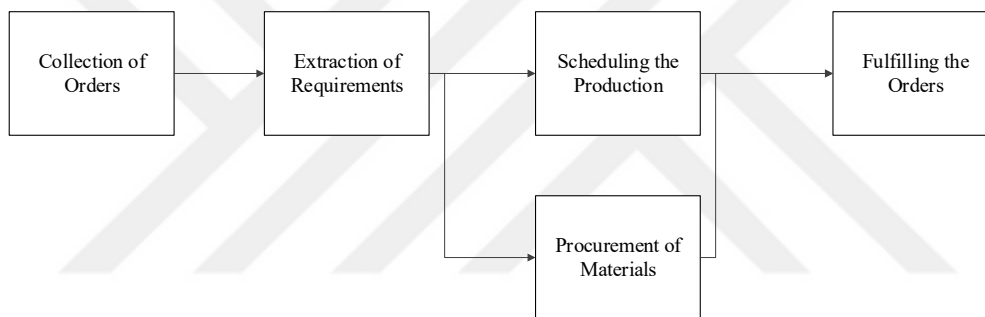 Collection of
Orders
Extraction of
Requirements
Scheduling the
Production
Fulfilling the
Orders
Procurement of
Materials